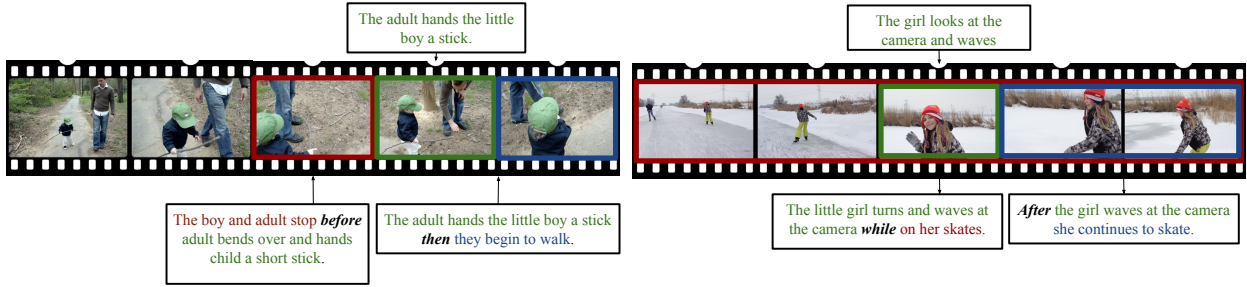 The adult hands the little
boy a stick.
The boy and adult stop before
adult bends over and hands
child a short stick.
The adult hands the little boy a stick
then they begin to walk.
The girl looks at the
camera and waves
The little girl turns and waves at
the camera while on her skates.
After the girl waves at the camera
she continues to skate.